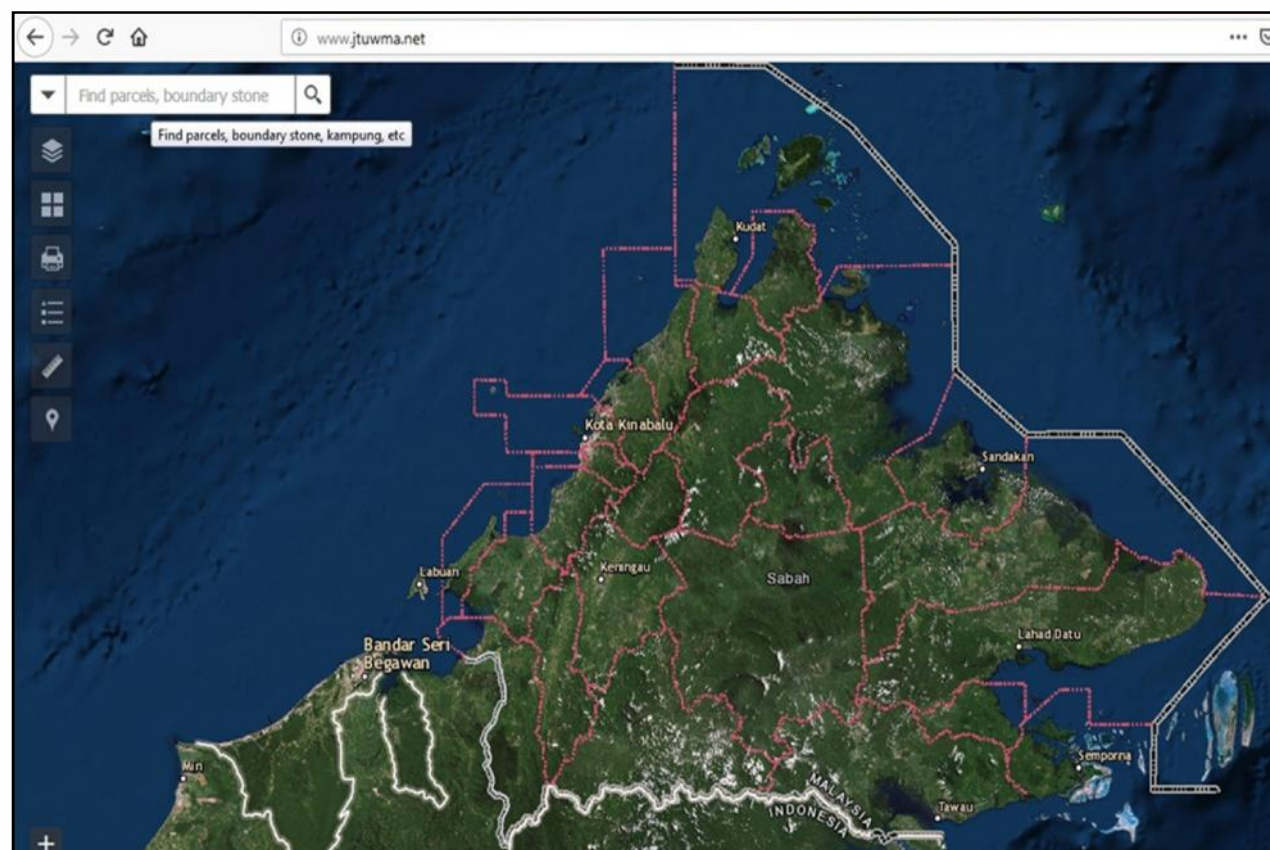 www.jtuwma.net
Find parcels, boundary stone
Find parcels, boundary stone, kampung, etc
Kudat
Kota Kinabalu
Sandakan
Labuan
Keningau
Sabah
Lahad Datu
Bandar Seri
Begawan
Miri
Semporna
MALAYSIA
INDONESIA
Tawau